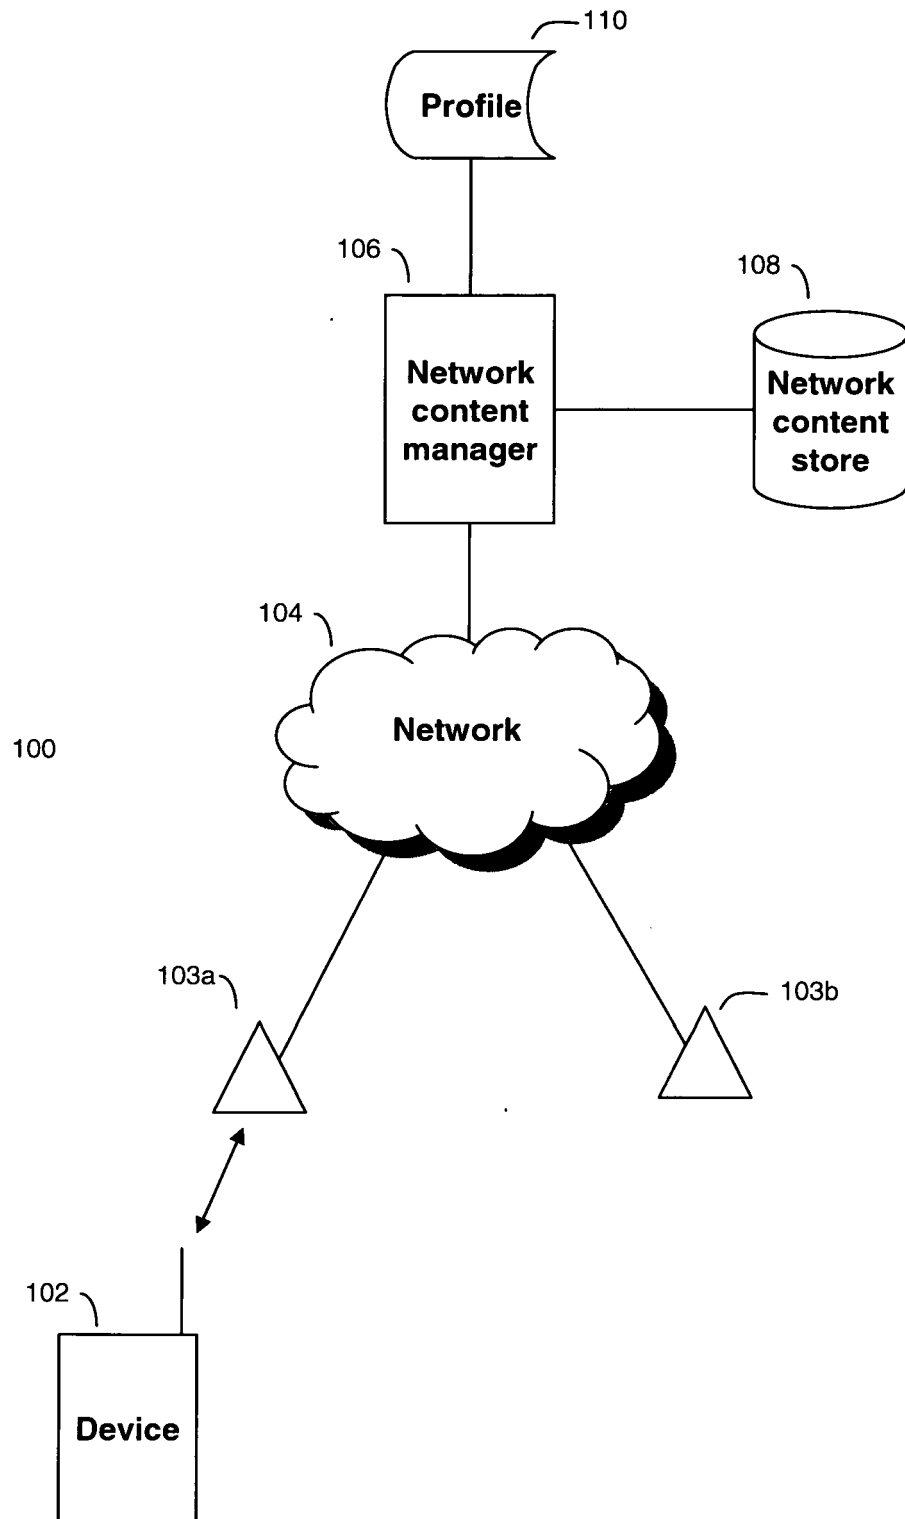 110
Profile
106
108
Network
content
manager
Network
content
store
104
Network
100
103a
103b
102
Device